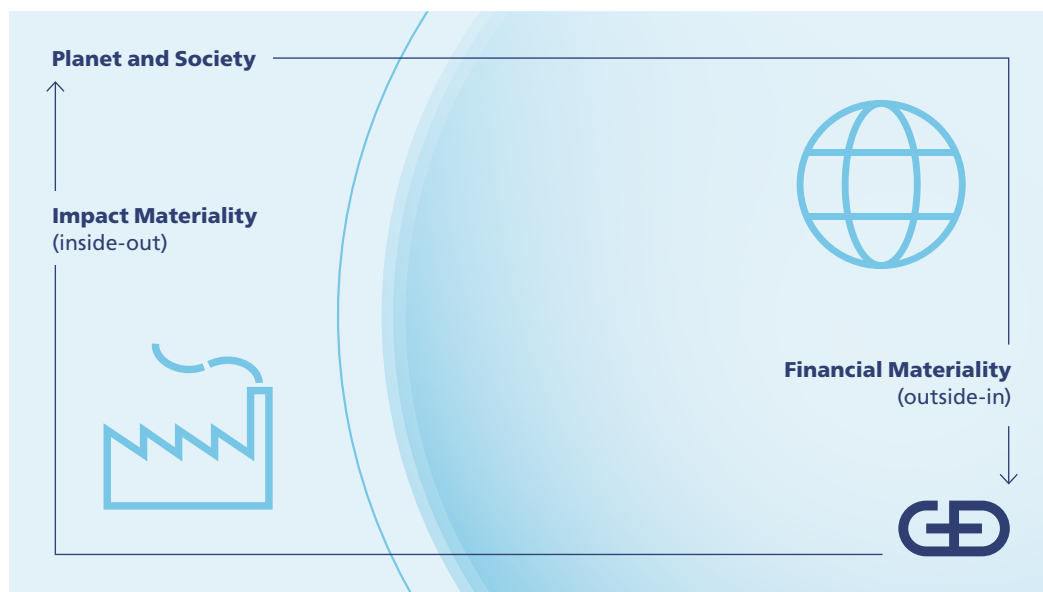 Planet and Society
Impact Materiality
(inside-out)
Financial Materiality
(outside-in)